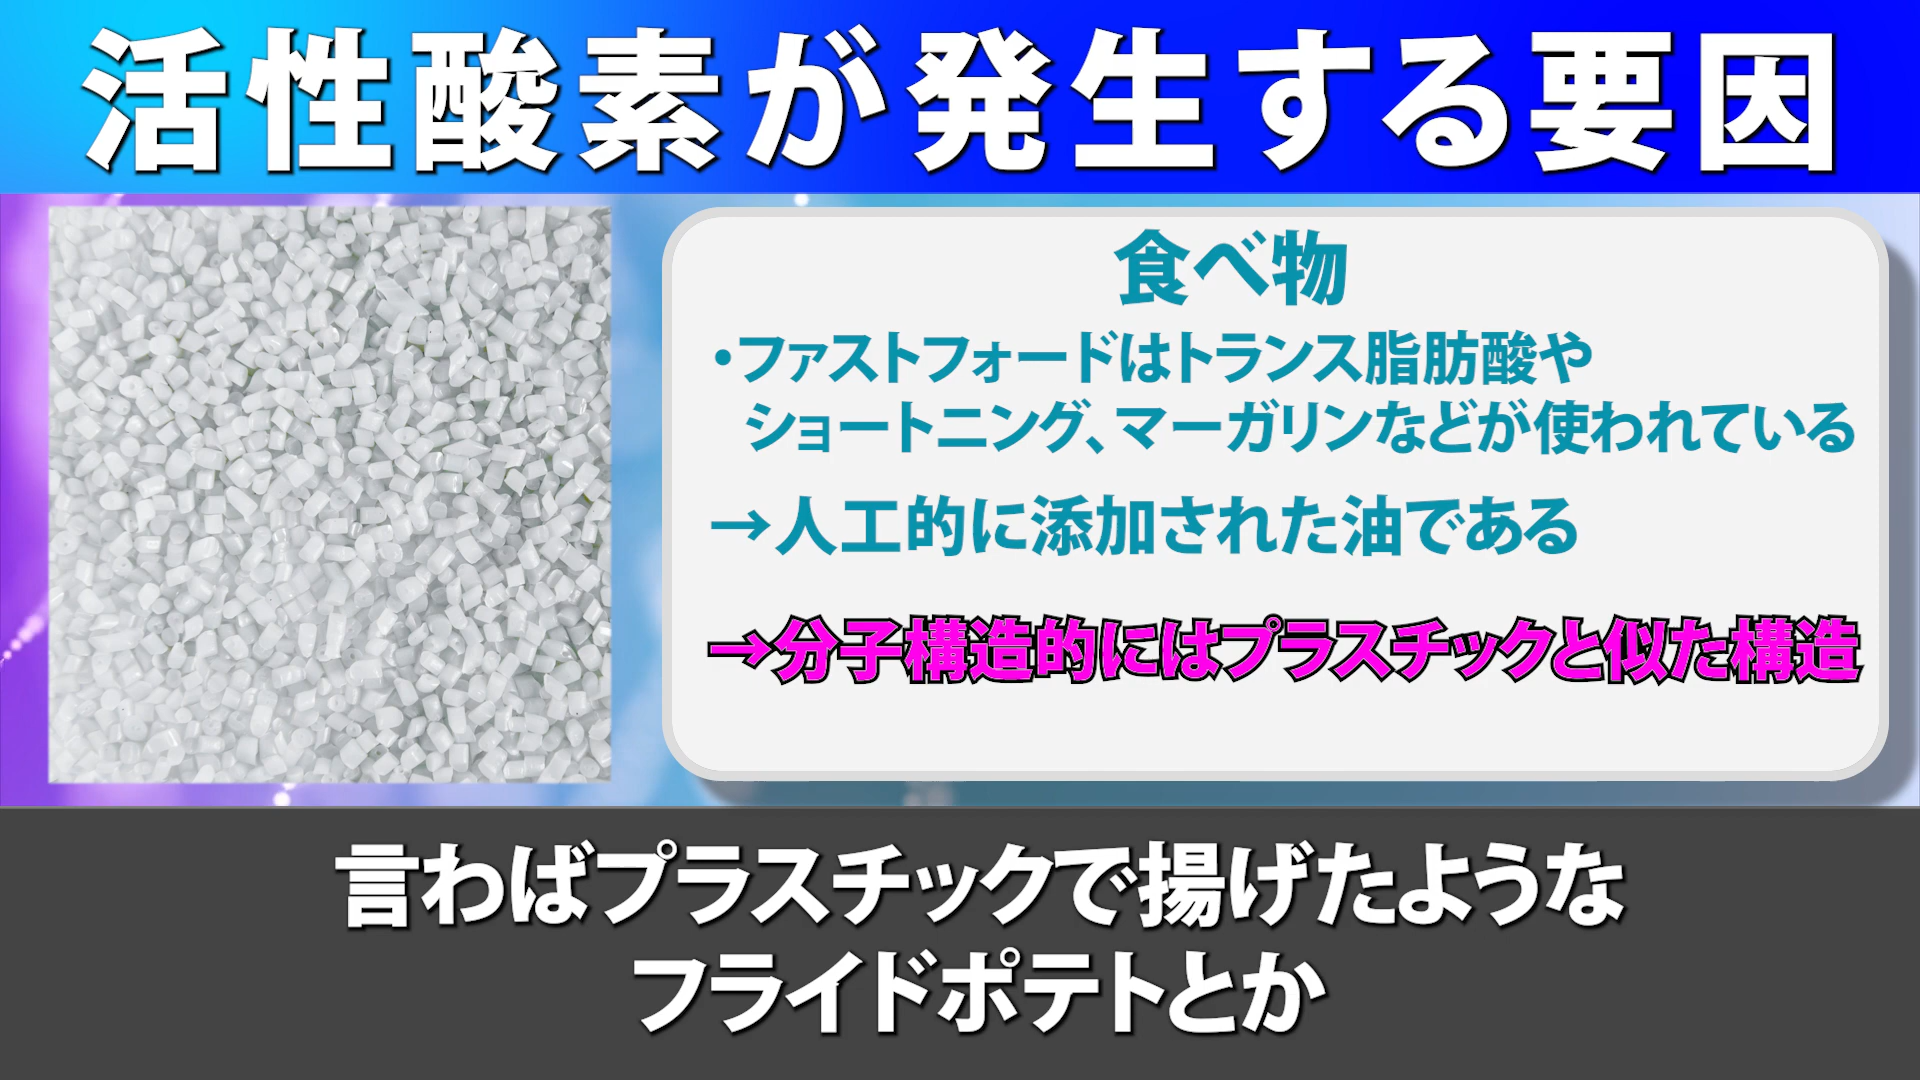 活性酸素が発生する要因
食べ物
・ファストフォードはトランス脂肪酸や
ショートニング、マーガリンなどが使われている
→人工的に添加された油である
→分子構造的にはプラスチックと似た構造
言わばプラスチックで揚げたような
フライドポテトとか